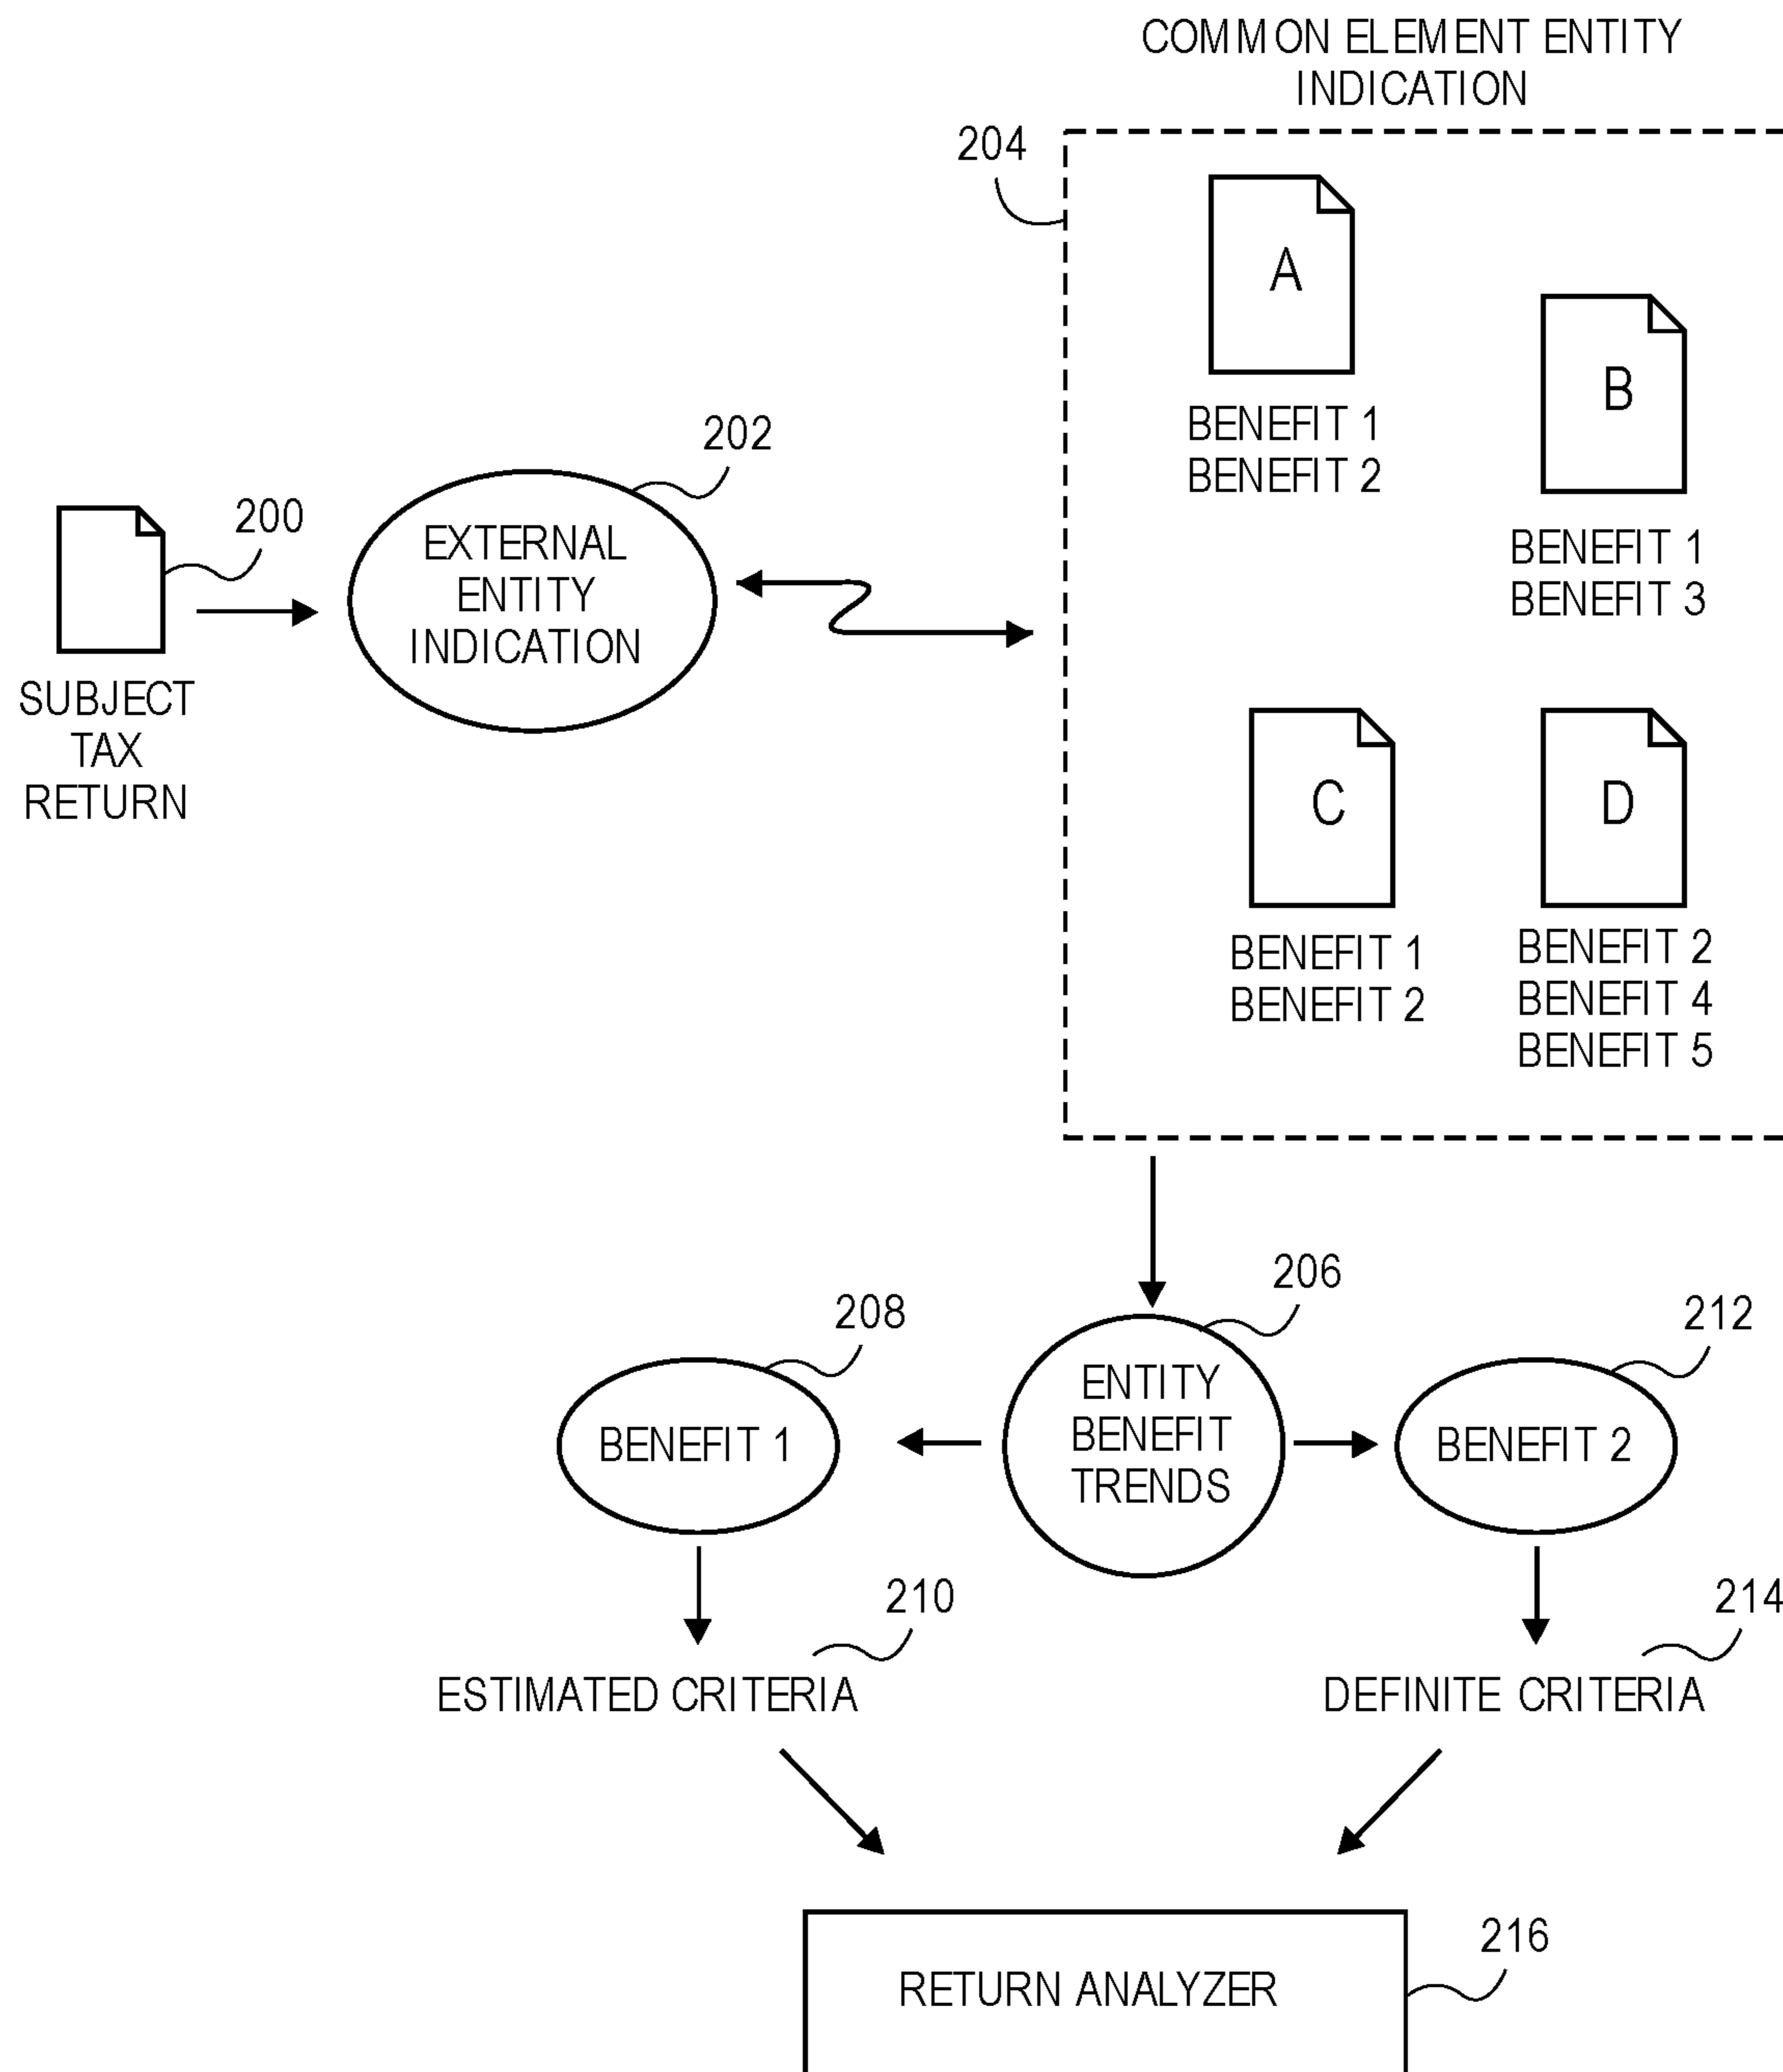 COMMON ELEMENT ENTITY
INDICATION
204
A
B
BENEFIT 1
BENEFIT 2
BENEFIT 1
BENEFIT 3
202
200
EXTERNAL
ENTITY
INDICATION
SUBJECT
TAX
RETURN
C
D
BENEFIT 1
BENEFIT 2
BENEFIT 2
BENEFIT 4
BENEFIT 5
206
208
212
ENTITY
BENEFIT
TRENDS
BENEFIT 1
BENEFIT 2
210
214
ESTIMATED CRITERIA
DEFINITE CRITERIA
216
RETURN ANALYZER